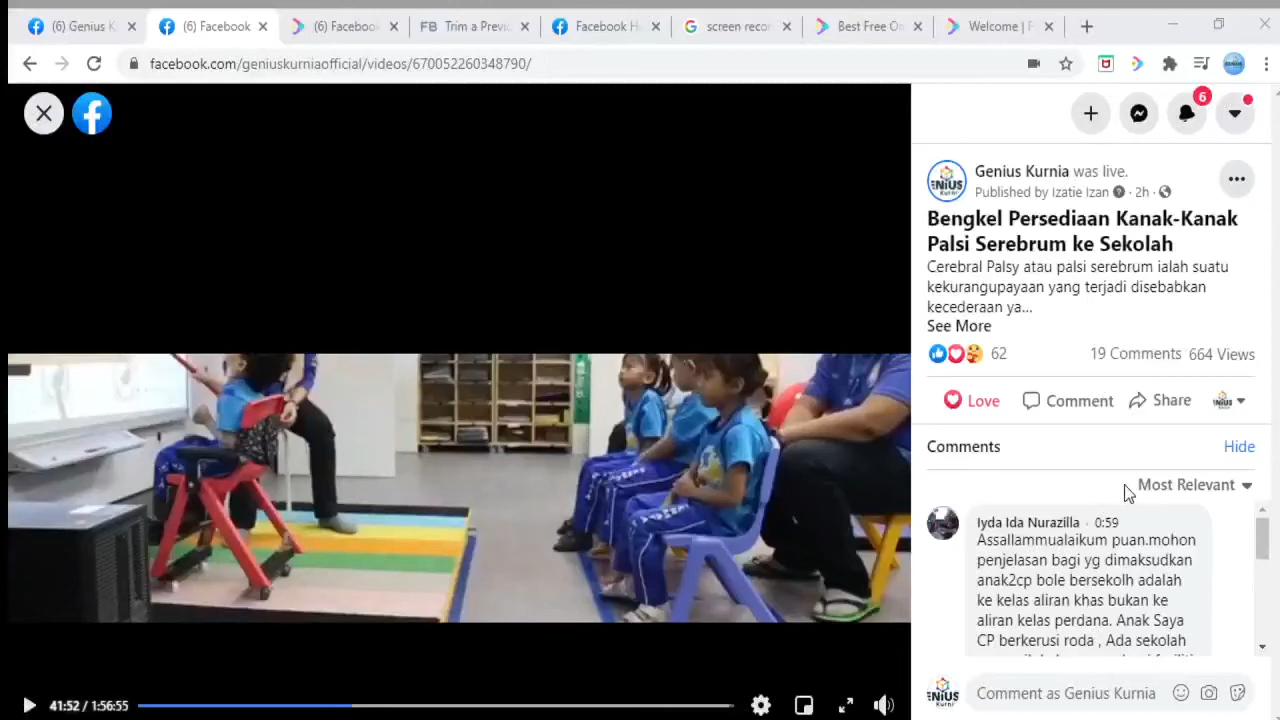 (6) Genius K
(6) Facebook
(6) Facebook
FB Trim a Previ
Facebook H
screen recor
Best Free On
Welcome | F
facebook.com/geniuskurniaofficial/videos/670052260348790/
6
Genius Kurnia was live.
Published by Izatie Izan · 2h ·
Bengkel Persediaan Kanak-Kanak
Palsi Serebrum ke Sekolah
Cerebral Palsy atau palsi serebrum ialah suatu
kekurangupayaan yang terjadi disebabkan
kecederaan ya...
See More
62 19 Comments 664 Views
Love Comment Share
Comments Hide
Most Relevant
Iyda Ida Nurazilla · 0:59
Assallammualaikum puan.mohon
penjelasan bagi yg dimaksudkan
anak2cp bole bersekolh adalah
ke kelas aliran khas bukan ke
aliran kelas perdana. Anak Saya
CP berkerusi roda , Ada sekolah
41:52 / 1:56:55
Comment as Genius Kurnia